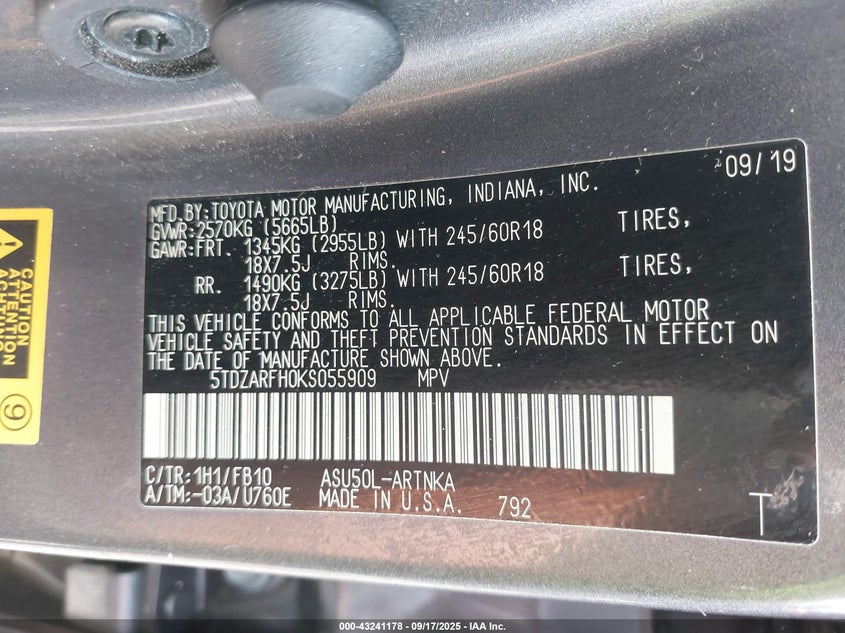 09/19
MFD.BY:TOYOTA MOTOR MANUFACTURING, INDIANA, INC.
GVWR:2570KG (5665LB)
GAWR:FRT. 1345KG (2955LB) WITH 245/60R18 TIRES,
18X7.5J RIMS.
RR. 1490KG (3275LB) WITH 245/60R18 TIRES,
18X7.5J RIMS.
THIS VEHICLE CONFORMS TO ALL APPLICABLE FEDERAL MOTOR
VEHICLE SAFETY AND THEFT PREVENTION STANDARDS IN EFFECT ON
THE DATE OF MANUFACTURE SHOWN ABOVE.
5TDZARFH0KS055909 MPV
C/TR:1H1/FB10 ASU50L-ARTNKA
A/TM:-03A/U760E MADE IN U.S.A. 792
T
CAUTION
ATTENTION
9
000-43241178 - 09/17/2025 - IAA Inc.